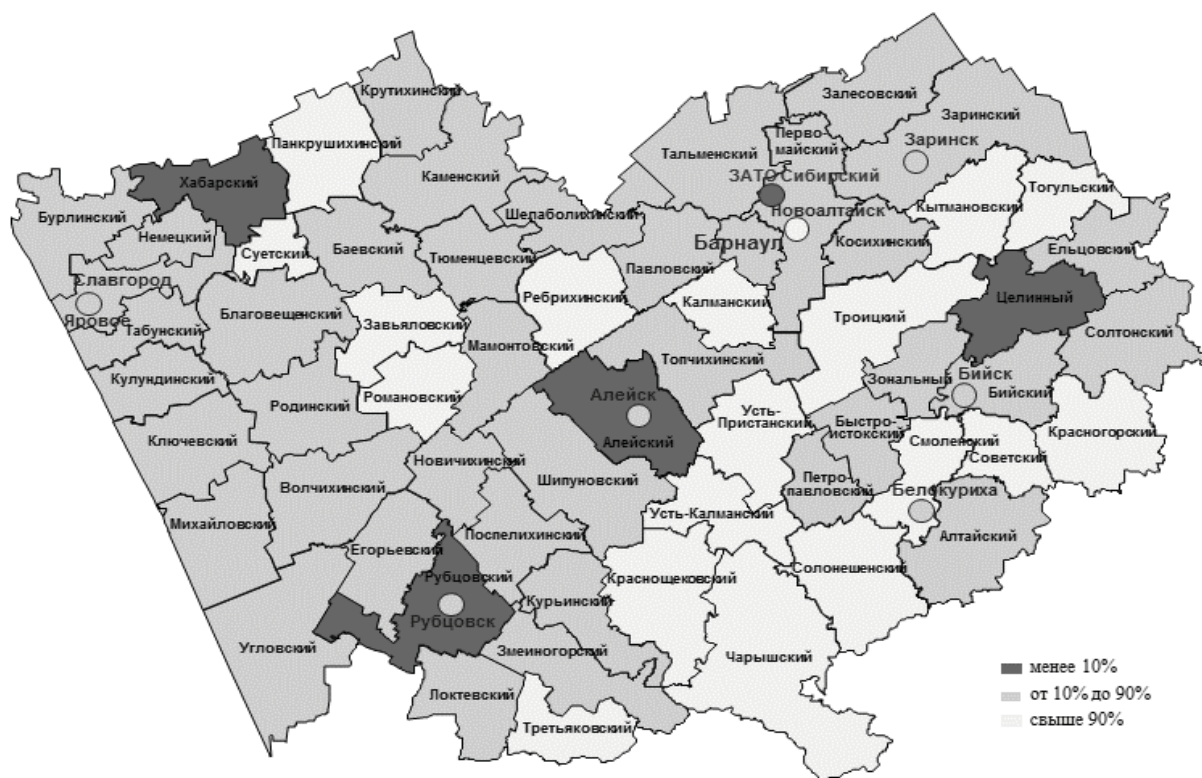 Крутихинский
Залесовский
Заринский
Панкрушихинский
Перво-
майский
Заринск
Тальменский
Каменский
ЗАТО Сибирский
Хабарский
Тогульский
Кытмановский
Новоалтайск
Бурлинский
Шелаболихинский
Немецкий
Косихинский
Барнаул
Суетский
Баевский
Ельцовский
Тюменцевский
Павловский
Славгород
Ребрихинский
Целинный
Калманский
Яровое
Табунский
Благовещенский
Завьяловский
Троицкий
Солтонский
Мамонтовский
Топчихинский
Кулундинский
Зональный
Бийск
Бийский
Романовский
Алейск
Усть-
Пристанский
Родинский
Быстро-
истокский
Ключевский
Алейский
Смоленский
Красногорский
Советский
Новичихинский
Шипуновский
Петро-
павловский
Волчихинский
Белокуриха
Усть-Калманский
Михайловский
Поспелихинский
Алтайский
Егорьевский
Солонешенский
Рубцовский
Краснощековский
Курьинский
Рубцовск
Угловский
Змеиногорский
Чарышский
Локтевский
Третьяковский
менее 10%
от 10% до 90%
свыше 90%